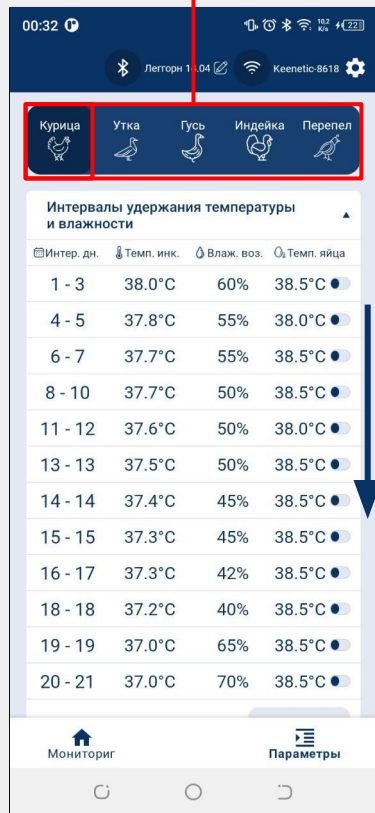 00:32 10,2 K/s 22
Леггорн 1 .04 Keenetic-8618
Курица Утка Гусь Индейка Перепел
Интервалы удержания температуры
и влажности
Интер. дн. Темп. инк. Влаж. воз. Темп. яйца
1 - 3 38.0°C 60% 38.5°C
4 - 5 37.8°C 55% 38.0°C
6 - 7 37.7°C 55% 38.5°C
8 - 10 37.7°C 50% 38.5°C
11 - 12 37.6°C 50% 38.0°C
13 - 13 37.5°C 50% 38.5°C
14 - 14 37.4°C 45% 38.5°C
15 - 15 37.3°C 45% 38.5°C
16 - 17 37.3°C 42% 38.5°C
18 - 18 37.2°C 40% 38.5°C
19 - 19 37.0°C 65% 38.5°C
20 - 21 37.0°C 70% 38.5°C
Мониториг Параметры